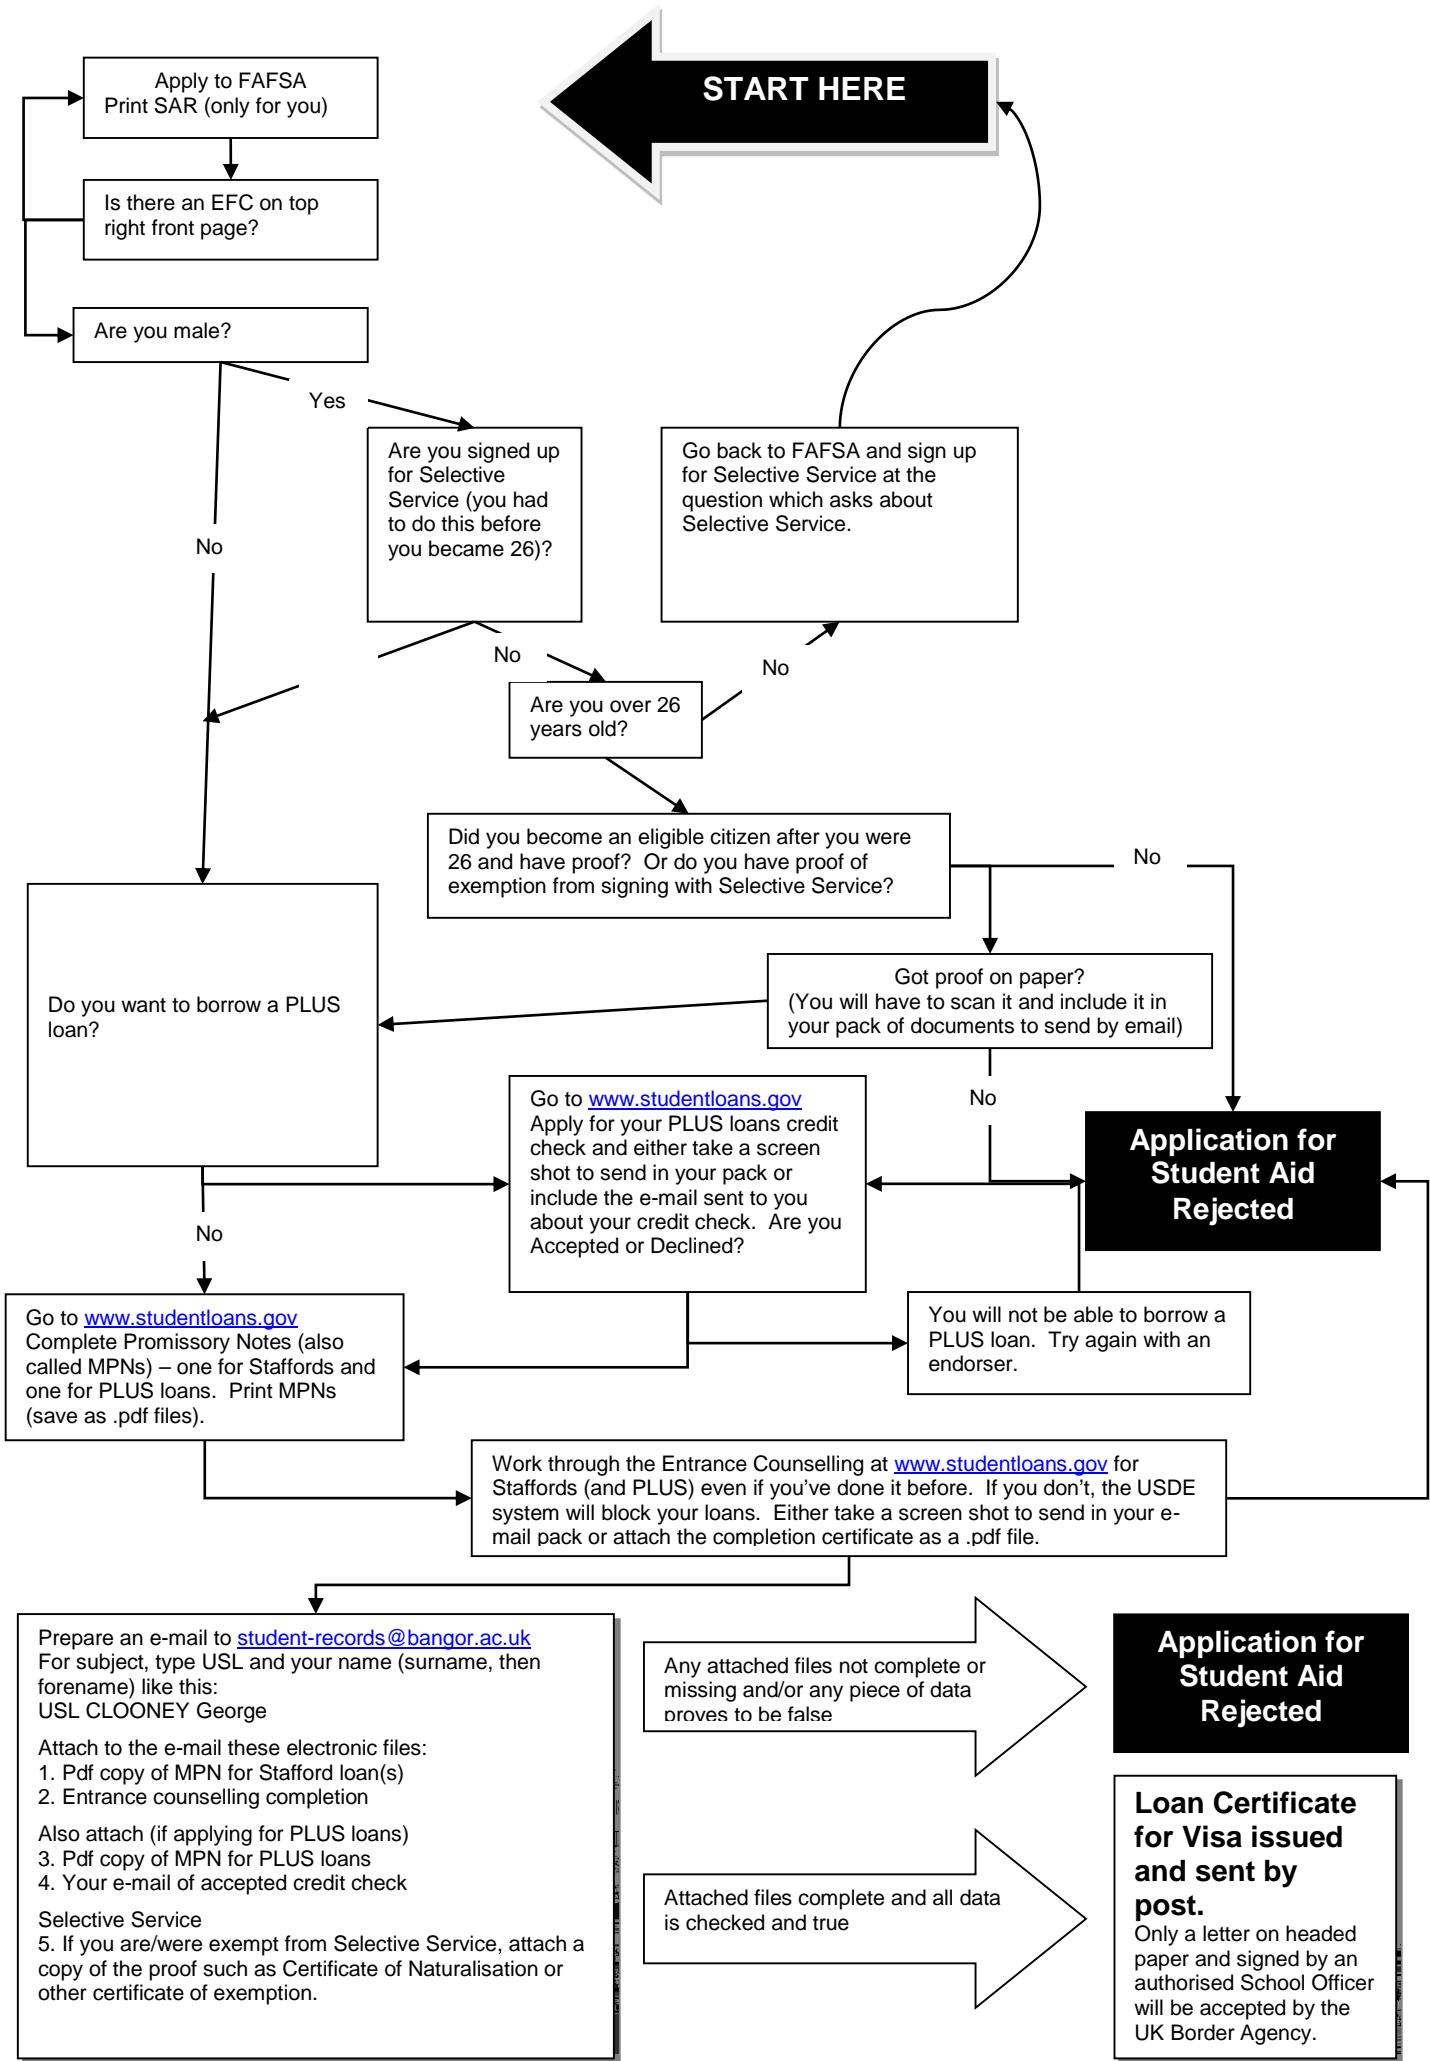 START HERE
Apply to FAFSA
Print SAR (only for you)
Is there an EFC on top
right front page?
Are you male?
Yes
No
Are you signed up
for Selective
Service (you had
to do this before
you became 26)?
Go back to FAFSA and sign up
for Selective Service at the
question which asks about
Selective Service.
No
No
Are you over 26
years old?
Did you become an eligible citizen after you were
26 and have proof? Or do you have proof of
exemption from signing with Selective Service?
No
Got proof on paper?
(You will have to scan it and include it in
your pack of documents to send by email)
No
Do you want to borrow a PLUS
loan?
No
Go to www.studentloans.gov
Apply for your PLUS loans credit
check and either take a screen
shot to send in your pack or
include the e-mail sent to you
about your credit check. Are you
Accepted or Declined?
Application for
Student Aid
Rejected
Go to www.studentloans.gov
Complete Promissory Notes (also
called MPNs) – one for Staffords and
one for PLUS loans. Print MPNs
(save as .pdf files).
You will not be able to borrow a
PLUS loan. Try again with an
endorser.
Work through the Entrance Counselling at www.studentloans.gov for
Staffords (and PLUS) even if you've done it before. If you don't, the USDE
system will block your loans. Either take a screen shot to send in your e-
mail pack or attach the completion certificate as a .pdf file.
Prepare an e-mail to student-records@bangor.ac.uk
For subject, type USL and your name (surname, then
forename) like this:
USL CLOONEY George
Attach to the e-mail these electronic files:
1. Pdf copy of MPN for Stafford loan(s)
2. Entrance counselling completion
Also attach (if applying for PLUS loans)
3. Pdf copy of MPN for PLUS loans
4. Your e-mail of accepted credit check
Selective Service
5. If you are/were exempt from Selective Service, attach a
copy of the proof such as Certificate of Naturalisation or
other certificate of exemption.
Any attached files not complete or
missing and/or any piece of data
proves to be false
Application for
Student Aid
Rejected
Attached files complete and all data
is checked and true
Loan Certificate
for Visa issued
and sent by
post.
Only a letter on headed
paper and signed by an
authorised School Officer
will be accepted by the
UK Border Agency.